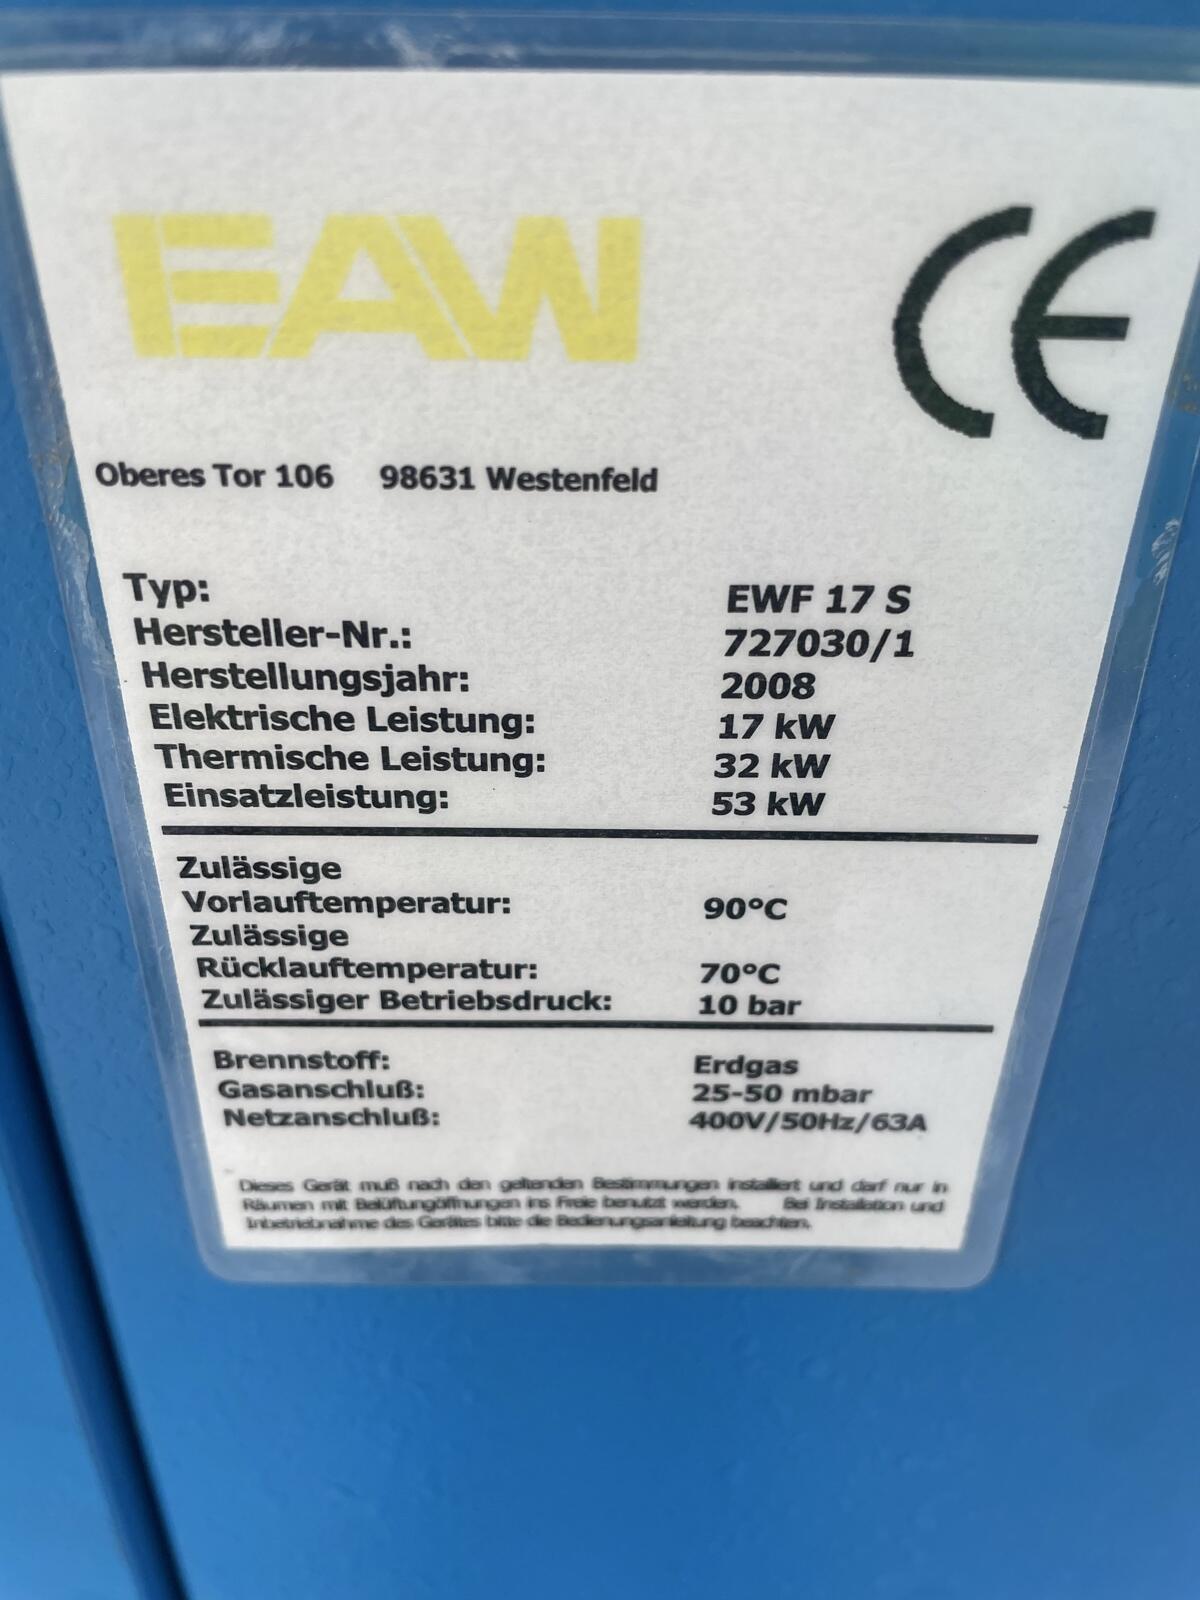 EAW
CE
Oberes Tor 106 98631 Westenfeld
Typ: EWF 17 S
Hersteller-Nr.: 727030/1
Herstellungsjahr: 2008
Elektrische Leistung: 17 kW
Thermische Leistung: 32 kW
Einsatzleistung: 53 kW
Zulässige
Vorlauftemperatur: 90°C
Zulässige
Rücklauftemperatur: 70°C
Zulässiger Betriebsdruck: 10 bar
Brennstoff: Erdgas
Gasanschluß: 25-50 mbar
Netzanschluß: 400V/50Hz/63A
Dieses Gerät muß nach den geltenden Bestimmungen installiert und darf nur in
Räumen mit Belüftungöffnungen ins Freie benutzt werden. Bei Installation und
Inbetriebnahme des Gerätes bitte die Bedienungsanleitung beachten.